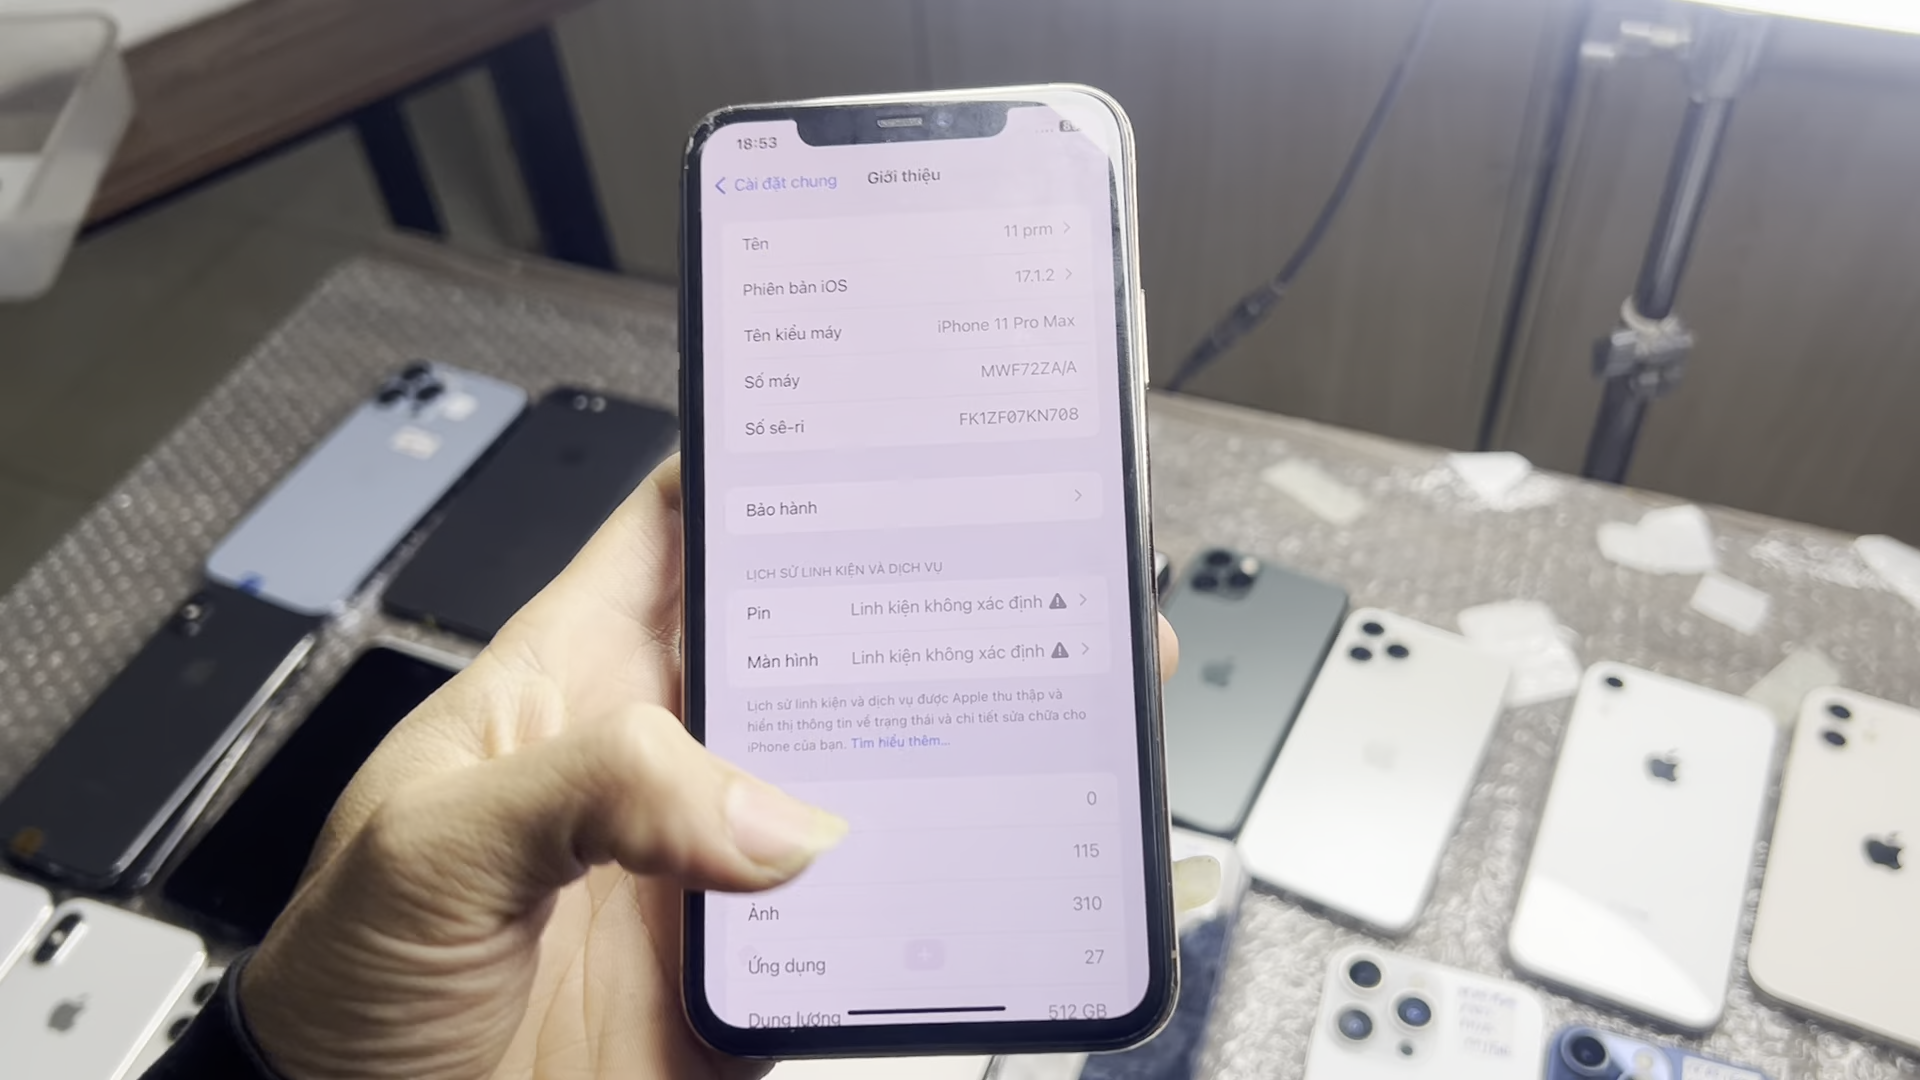 18:53
Cài đặt chung
Giới thiệu
Tên 11 prm
Phiên bản iOS 17.1.2
Tên kiểu máy iPhone 11 Pro Max
Số máy MWF72ZA/A
Số sê-ri FK1ZF07KN708
Bảo hành
LỊCH SỬ LINH KIỆN VÀ DỊCH VỤ
Pin Linh kiện không xác định
Màn hình Linh kiện không xác định
Lịch sử linh kiện và dịch vụ được Apple thu thập và
hiển thị thông tin về trạng thái và chi tiết sửa chữa cho
iPhone của bạn. Tìm hiểu thêm...
0
115
Ảnh 310
Ứng dụng 27
Dung lượng 512 GB